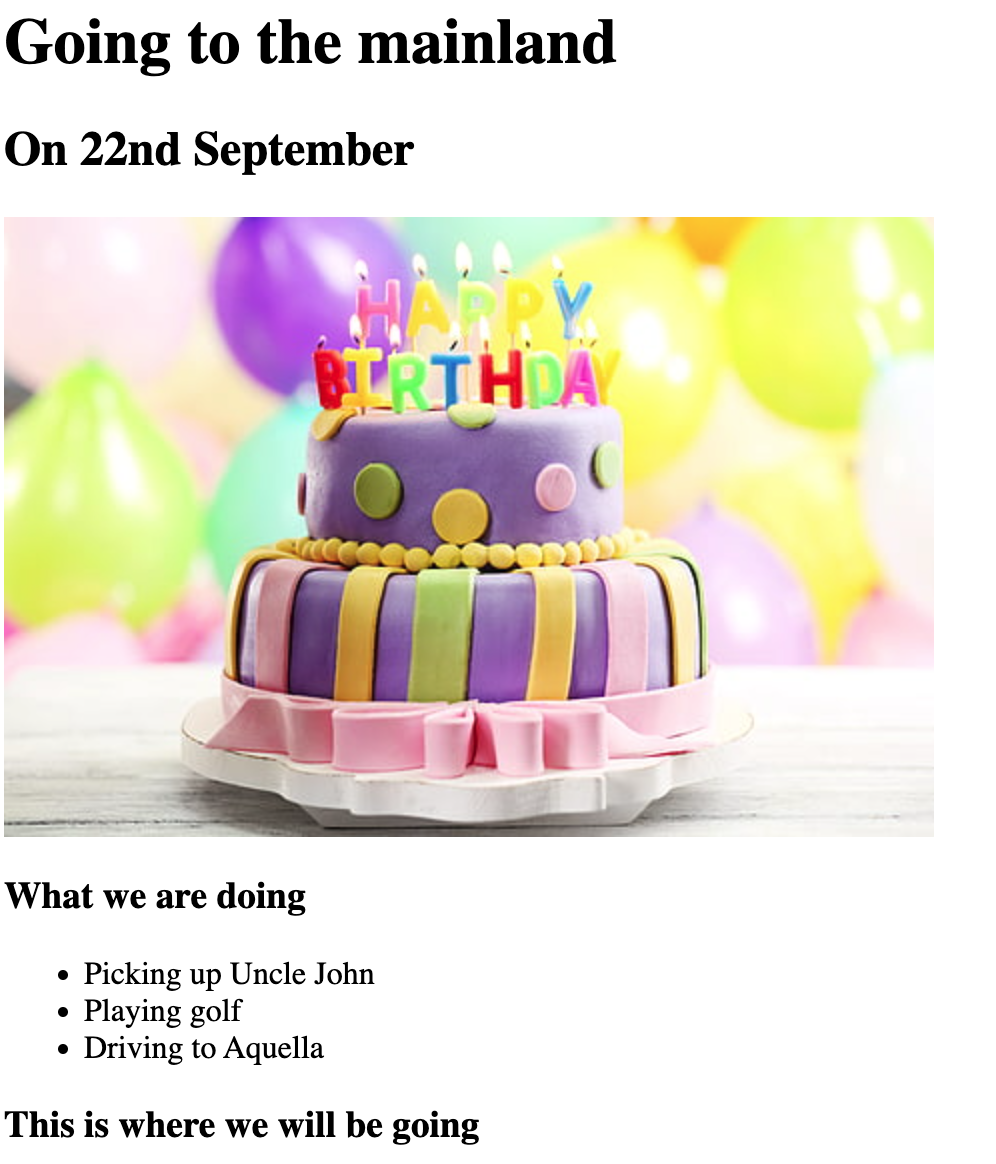 Going to the mainland
On 22nd September
HAPPY
BIRTHDAY
What we are doing
Picking up Uncle John
Playing golf
Driving to Aquella
This is where we will be going